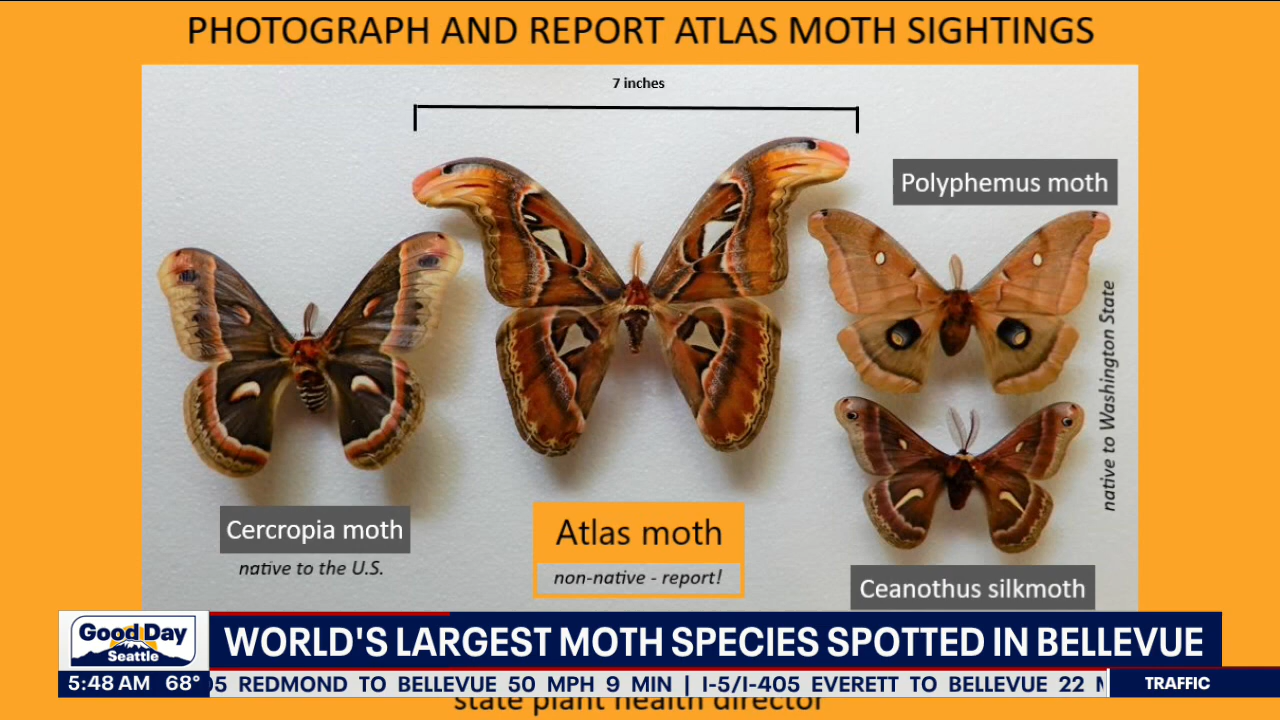 PHOTOGRAPH AND REPORT ATLAS MOTH SIGHTINGS
7 inches
Polyphemus moth
native to Washington State
Cercropia moth
native to the U.S.
Atlas moth
non-native - report!
Ceanothus silkmoth
Good Day
Seattle
WORLD'S LARGEST MOTH SPECIES SPOTTED IN BELLEVUE
5:48 AM 68°
05 REDMOND TO BELLEVUE 50 MPH 9 MIN | I-5/I-405 EVERETT TO BELLEVUE 22 M
TRAFFIC
state plant health director